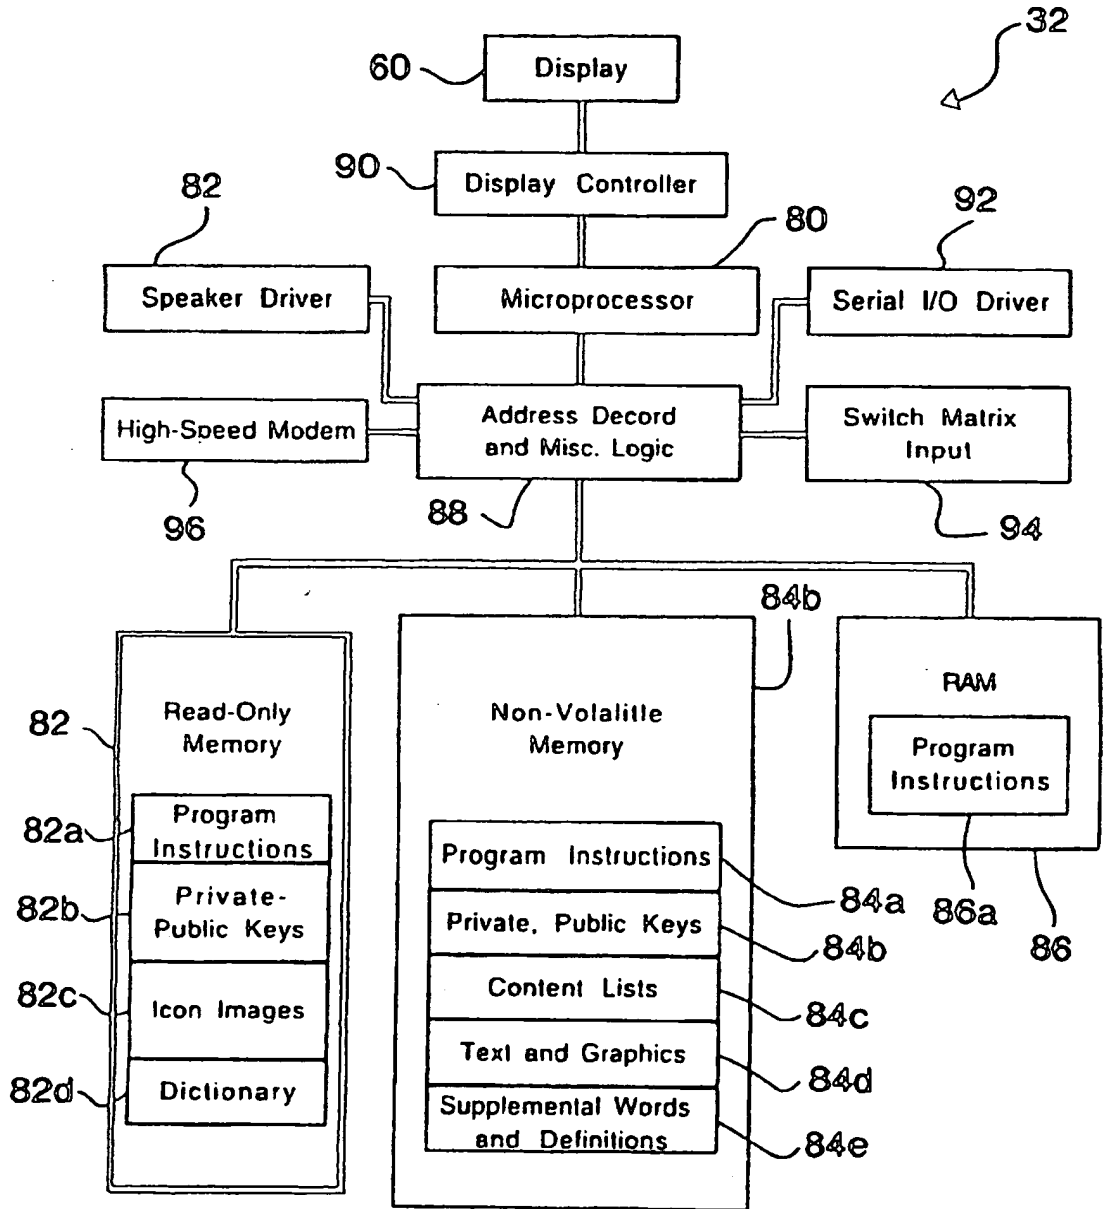 32
60
Display
90
Display Controller
82
80
92
Speaker Driver
Microprocessor
Serial I/O Driver
High-Speed Modem
Address Decord
and Misc. Logic
Switch Matrix
Input
96
88
94
84b
82
Read-Only
Memory
Non-Volalitle
Memory
RAM
Program
Instructions
82a
Program
Instructions
82b
Private-
Public Keys
82c
Icon Images
82d
Dictionary
Program Instructions
84a
Private, Public Keys
84b
Content Lists
84c
Text and Graphics
84d
Supplemental Words
and Definitions
84e
86a
86